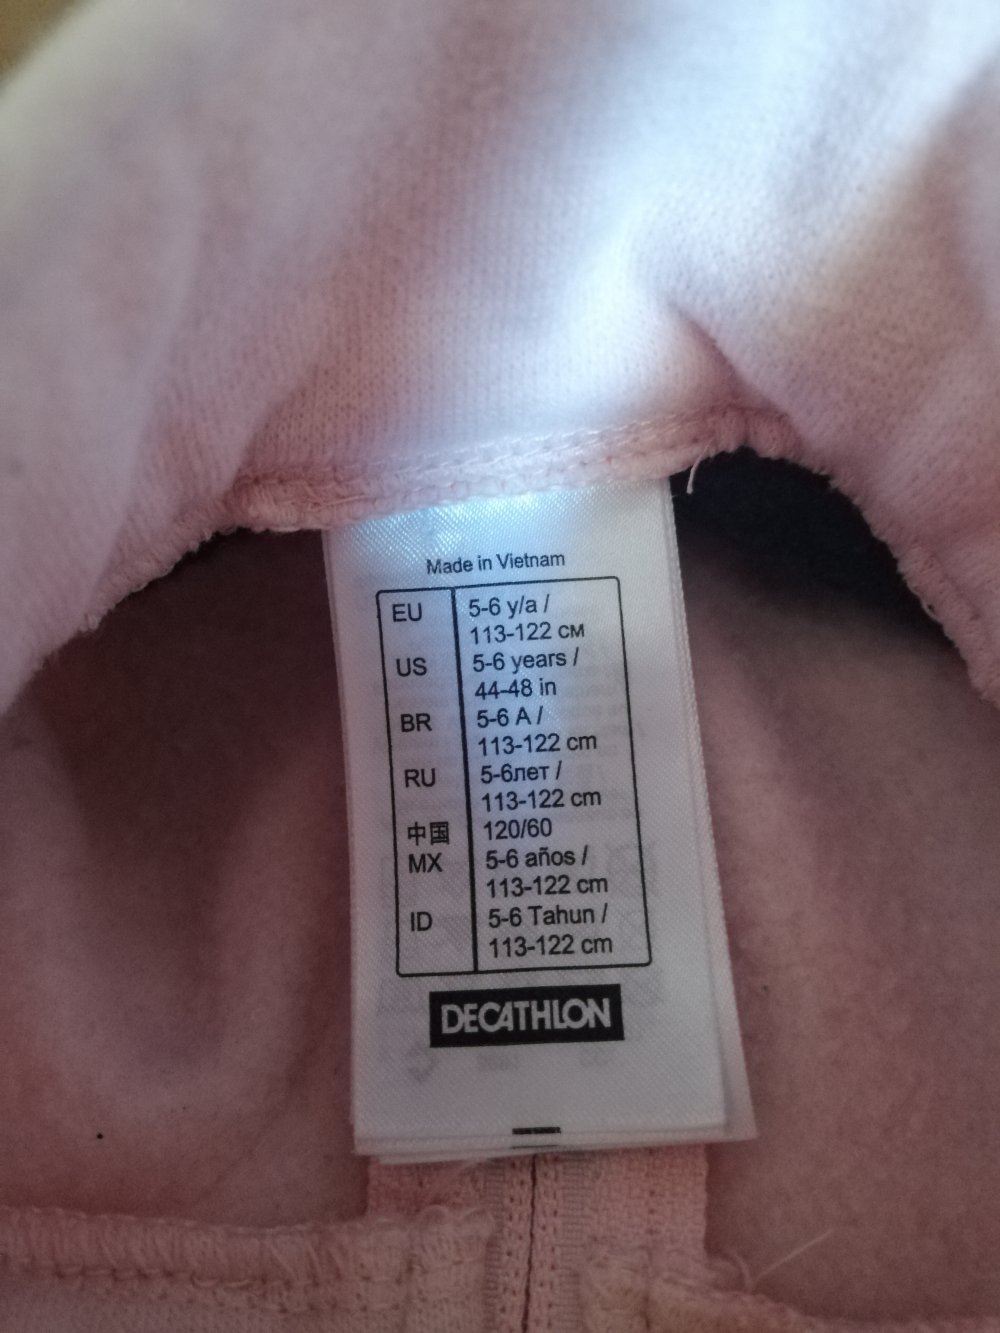 Made in Vietnam
EU 5-6 y/a /
113-122 см
US 5-6 years /
44-48 in
BR 5-6 A /
113-122 cm
RU 5-6лет /
113-122 cm
中国 120/60
MX 5-6 años /
113-122 cm
ID 5-6 Tahun /
113-122 cm
DECATHLON